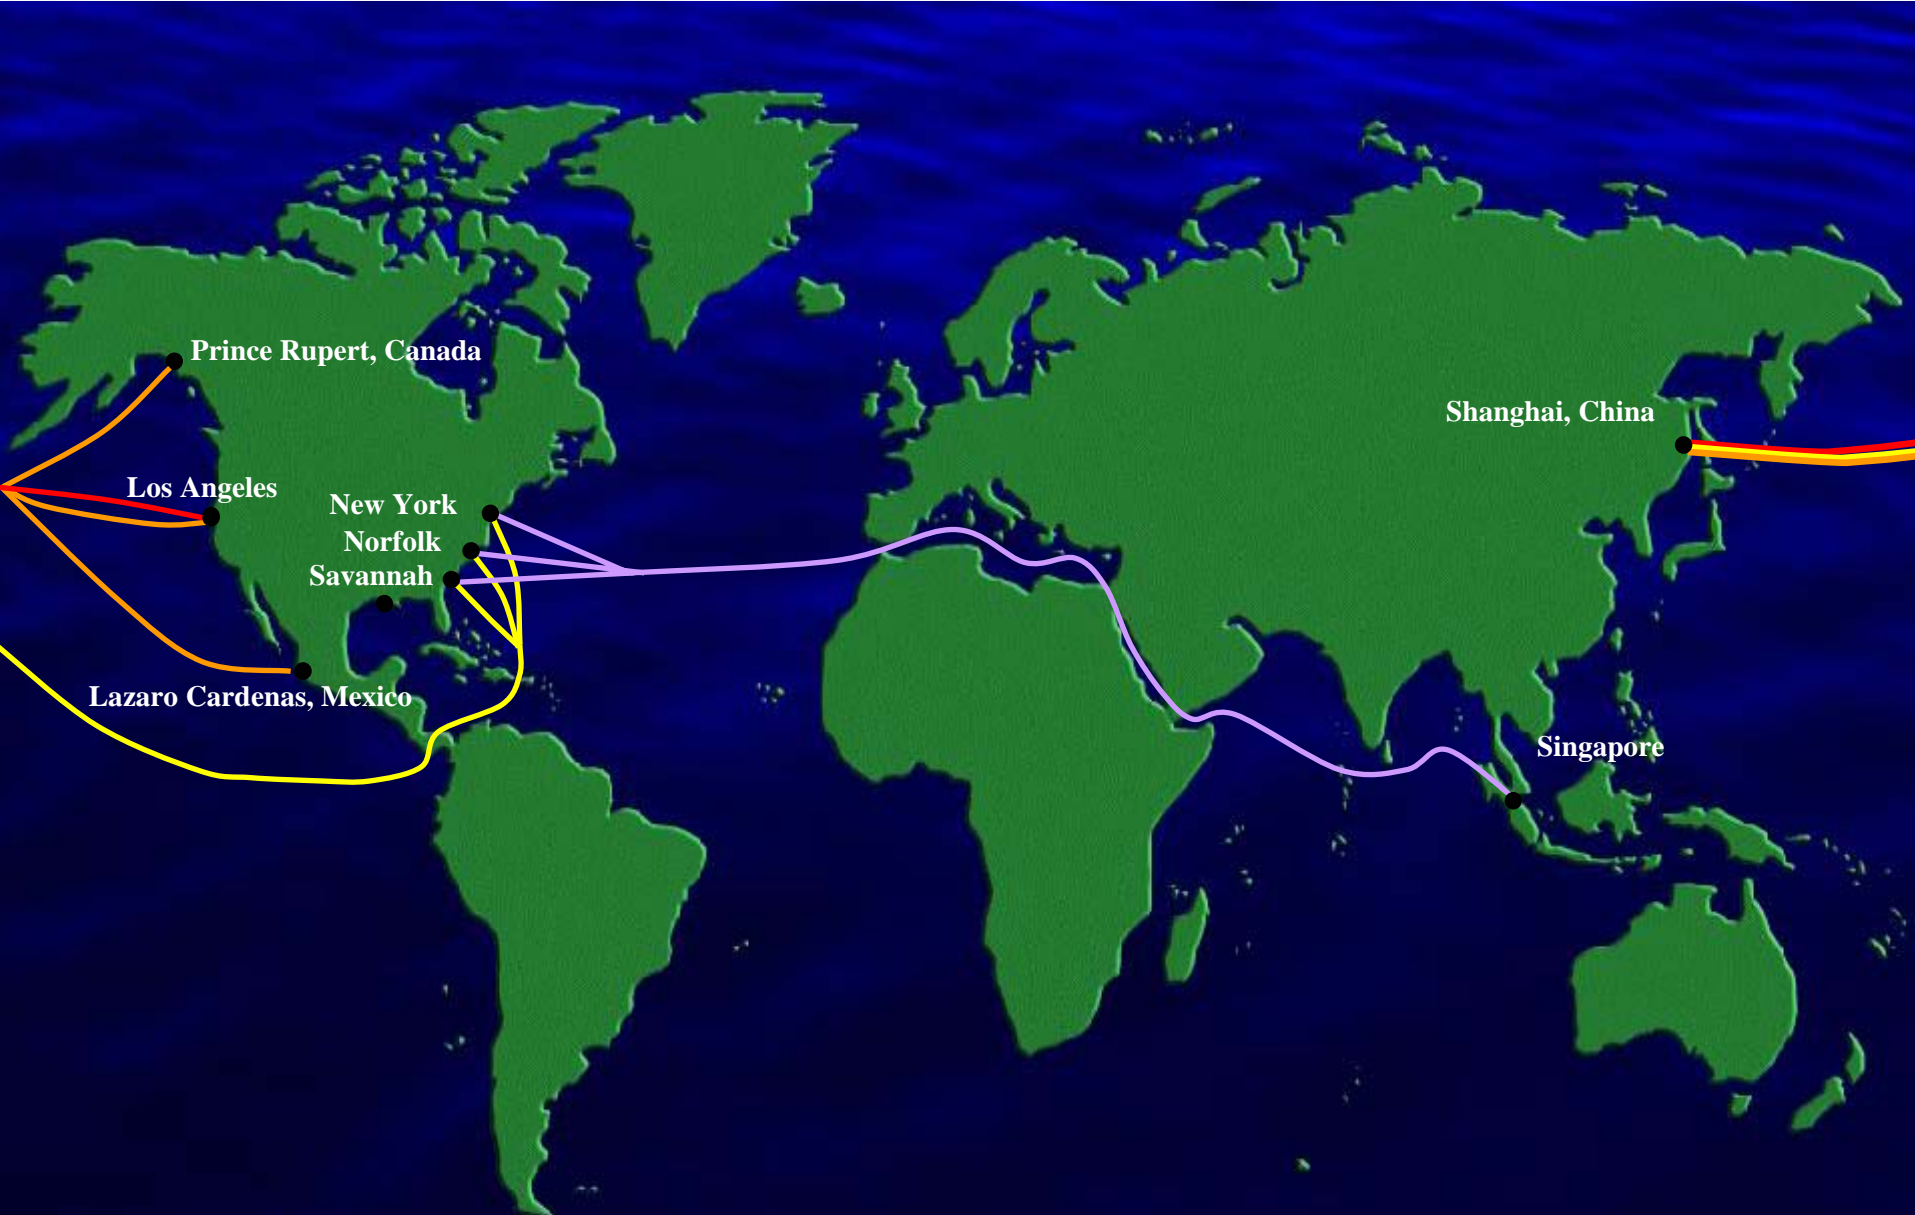 Prince Rupert, Canada
Shanghai, China
Los Angeles
New York
Norfolk
Savannah
Lazaro Cardenas, Mexico
Singapore